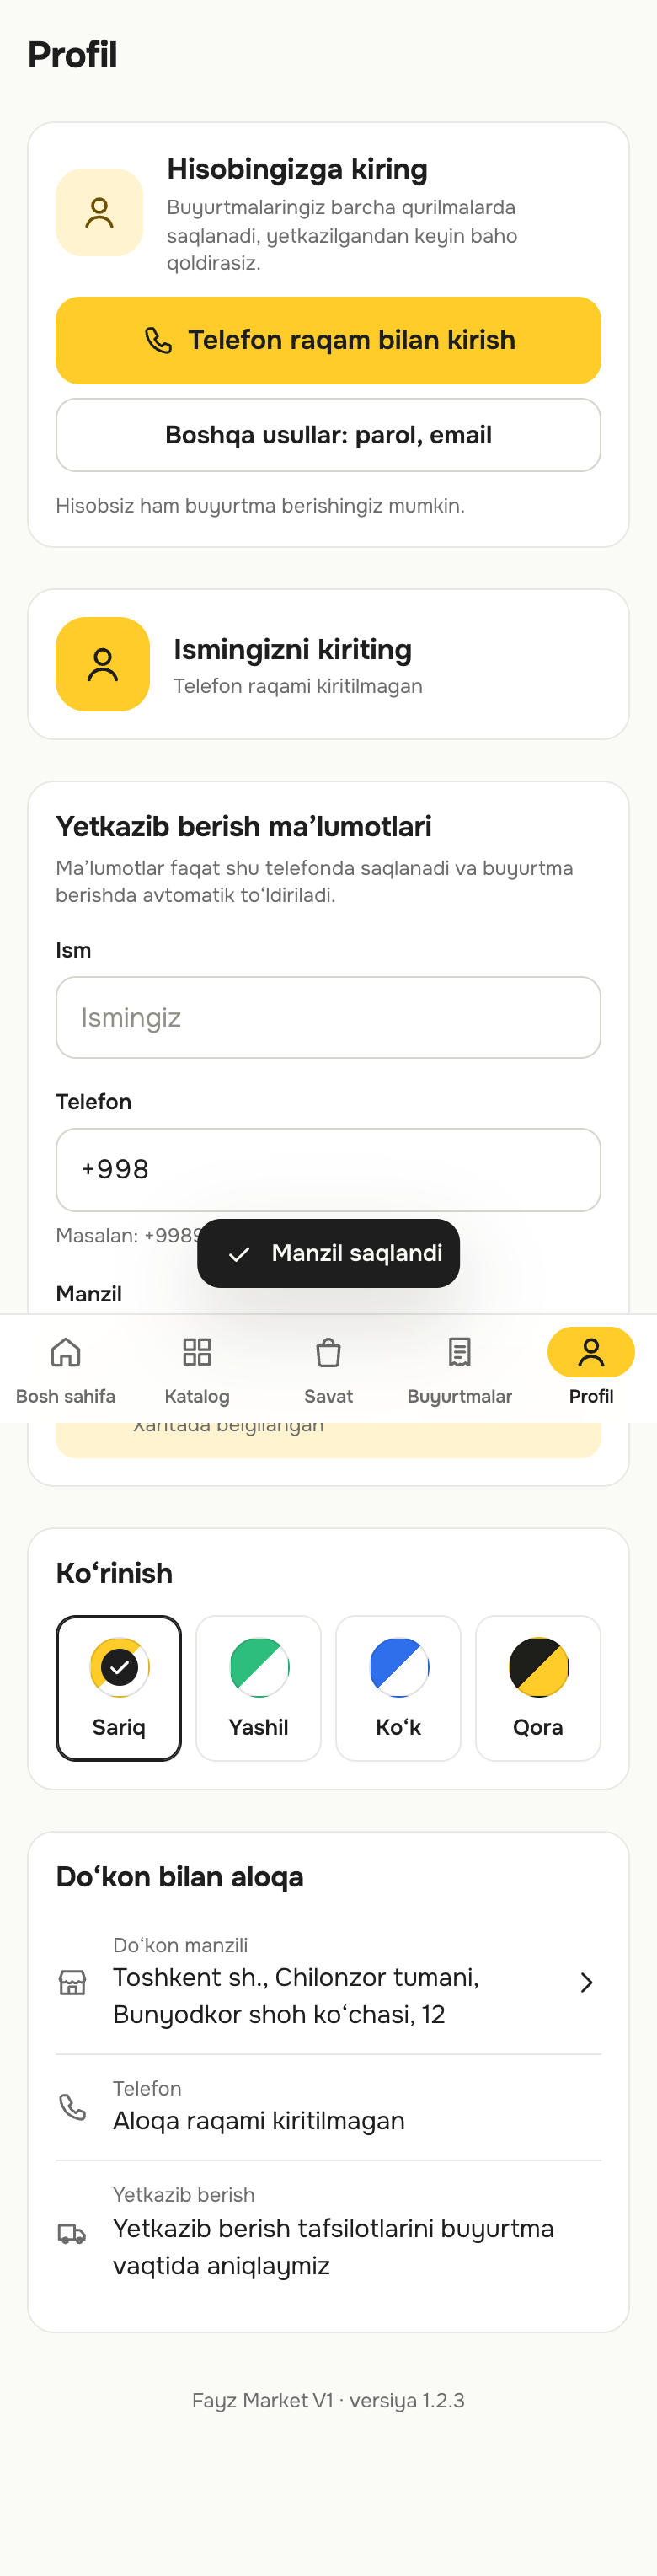 Profil
Hisobingizga kiring
Buyurtmalaringiz barcha qurilmalarda
saqlanadi, yetkazilgandan keyin baho
qoldirasiz.
Telefon raqam bilan kirish
Boshqa usullar: parol, email
Hisobsiz ham buyurtma berishingiz mumkin.
Ismingizni kiriting
Telefon raqami kiritilmagan
Yetkazib berish ma’lumotlari
Ma’lumotlar faqat shu telefonda saqlanadi va buyurtma
berishda avtomatik to‘ldiriladi.
Ism
Ismingiz
Telefon
+998
Masalan: +9989
Manzil saqlandi
Manzil
Bosh sahifa
Katalog
Savat
Buyurtmalar
Profil
Xaritada belgilangan
Ko‘rinish
Sariq
Yashil
Ko‘k
Qora
Do‘kon bilan aloqa
Do‘kon manzili
Toshkent sh., Chilonzor tumani,
Bunyodkor shoh ko‘chasi, 12
Telefon
Aloqa raqami kiritilmagan
Yetkazib berish
Yetkazib berish tafsilotlarini buyurtma
vaqtida aniqlaymiz
Fayz Market V1 · versiya 1.2.3